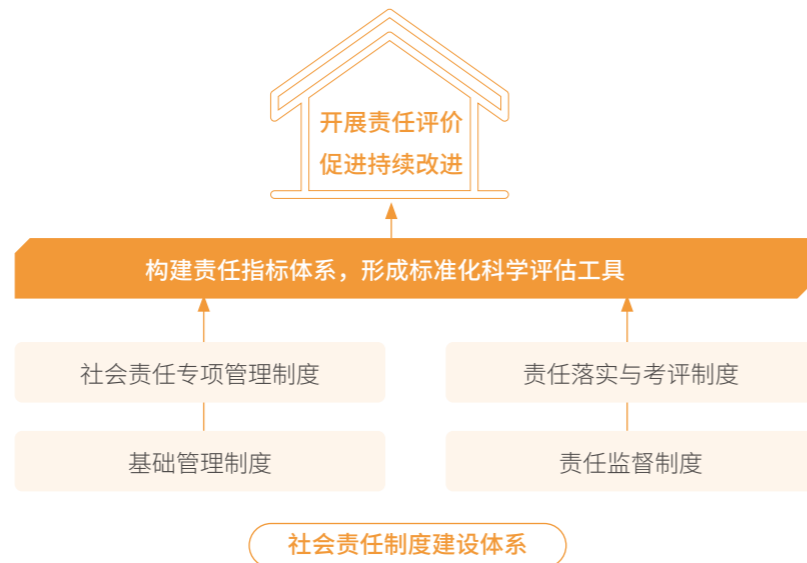 开展责任评价
促进持续改进
构建责任指标体系，形成标准化科学评估工具
社会责任专项管理制度
责任落实与考评制度
基础管理制度
责任监督制度
社会责任制度建设体系